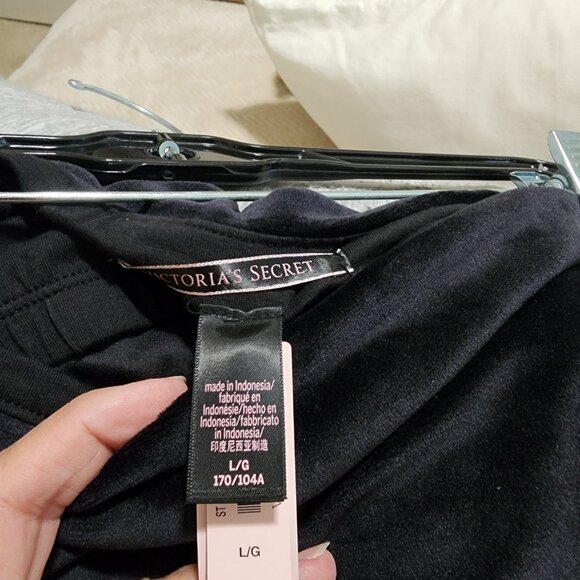 VICTORIA'S SECRET
made in Indonesia/
fabriqué en
Indonésie/hecho en
Indonesia/fabbricato
in Indonesia/
印度尼西亚制造
L/G
170/104A
ST
L/G